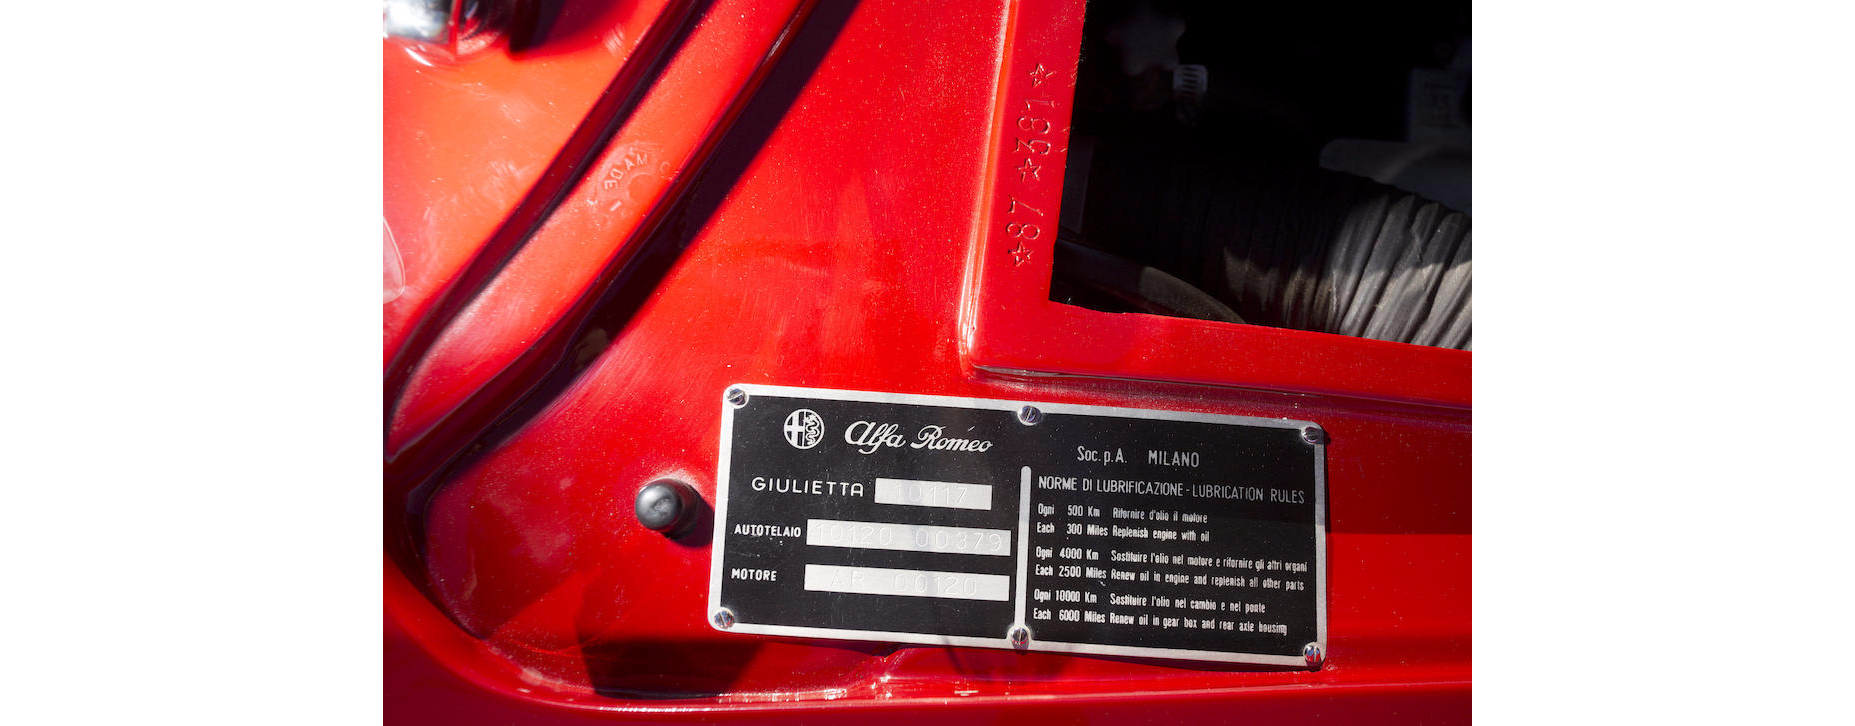 MADE I
☆87 ☆381☆
Alfa Romeo
GIULIETTA 10117
AUTOTELAIO 10120 00379
MOTORE AR 00120
Soc. p. A. MILANO
NORME DI LUBRIFICAZIONE - LUBRICATION RULES
Ogni 500 Km Rifornire d'olio il motore
Each 300 Miles Replenish engine with oil
Ogni 4000 Km Sostituire l'olio nel motore e rifornire gli altri organi
Each 2500 Miles Renew oil in engine and replenish all other parts
Ogni 10000 Km Sostituire l'olio nel cambio e nel ponte
Each 6000 Miles Renew oil in gear box and rear axle housing